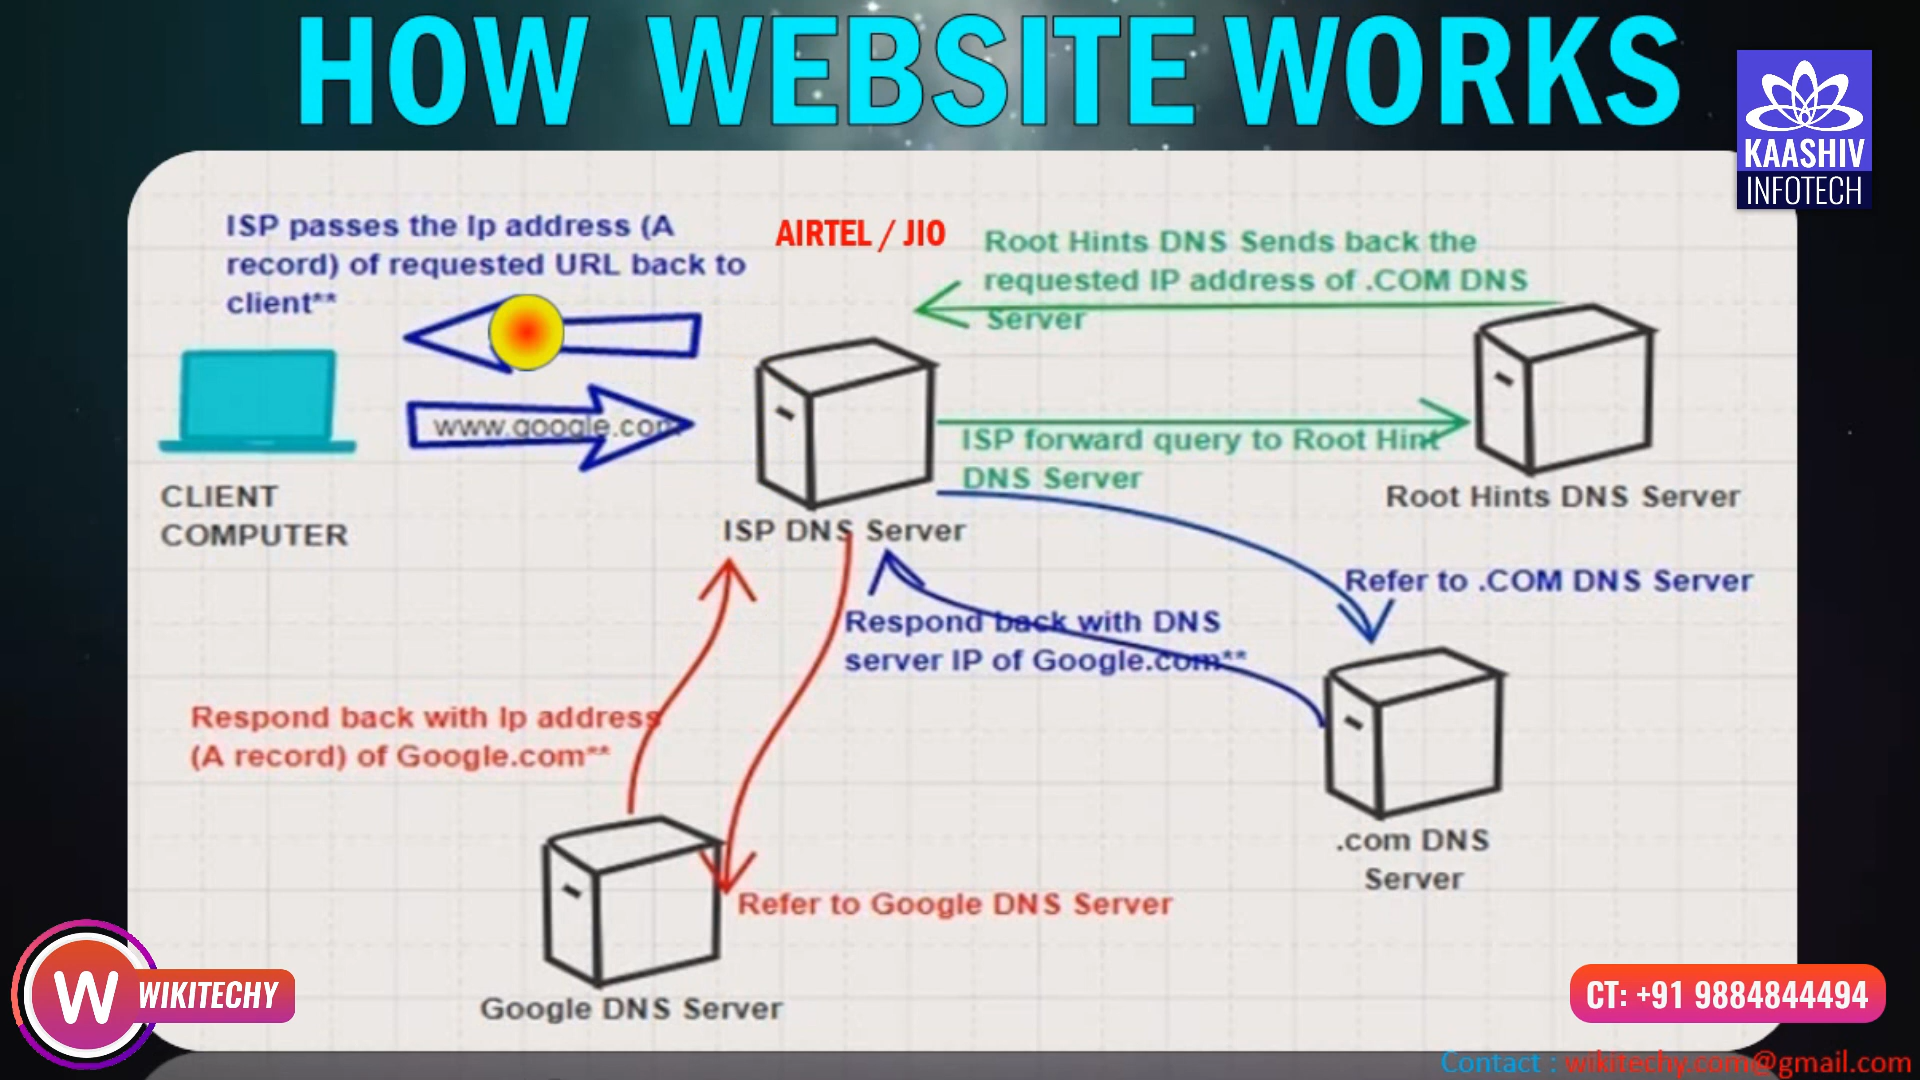 HOW WEBSITE WORKS
KAASHIV
INFOTECH
ISP passes the Ip address (A
record) of requested URL back to
client**
AIRTEL / JIO
Root Hints DNS Sends back the
requested IP address of .COM DNS
Server
www.google.com
ISP forward query to Root Hint
DNS Server
CLIENT
COMPUTER
ISP DNS Server
Root Hints DNS Server
Refer to .COM DNS Server
Respond back with DNS
server IP of Google.com**
Respond back with Ip address
(A record) of Google.com**
.com DNS
Server
Refer to Google DNS Server
Google DNS Server
W WIKITECHY
CT: +91 9884844494
Contact : wikitechy.com@gmail.com